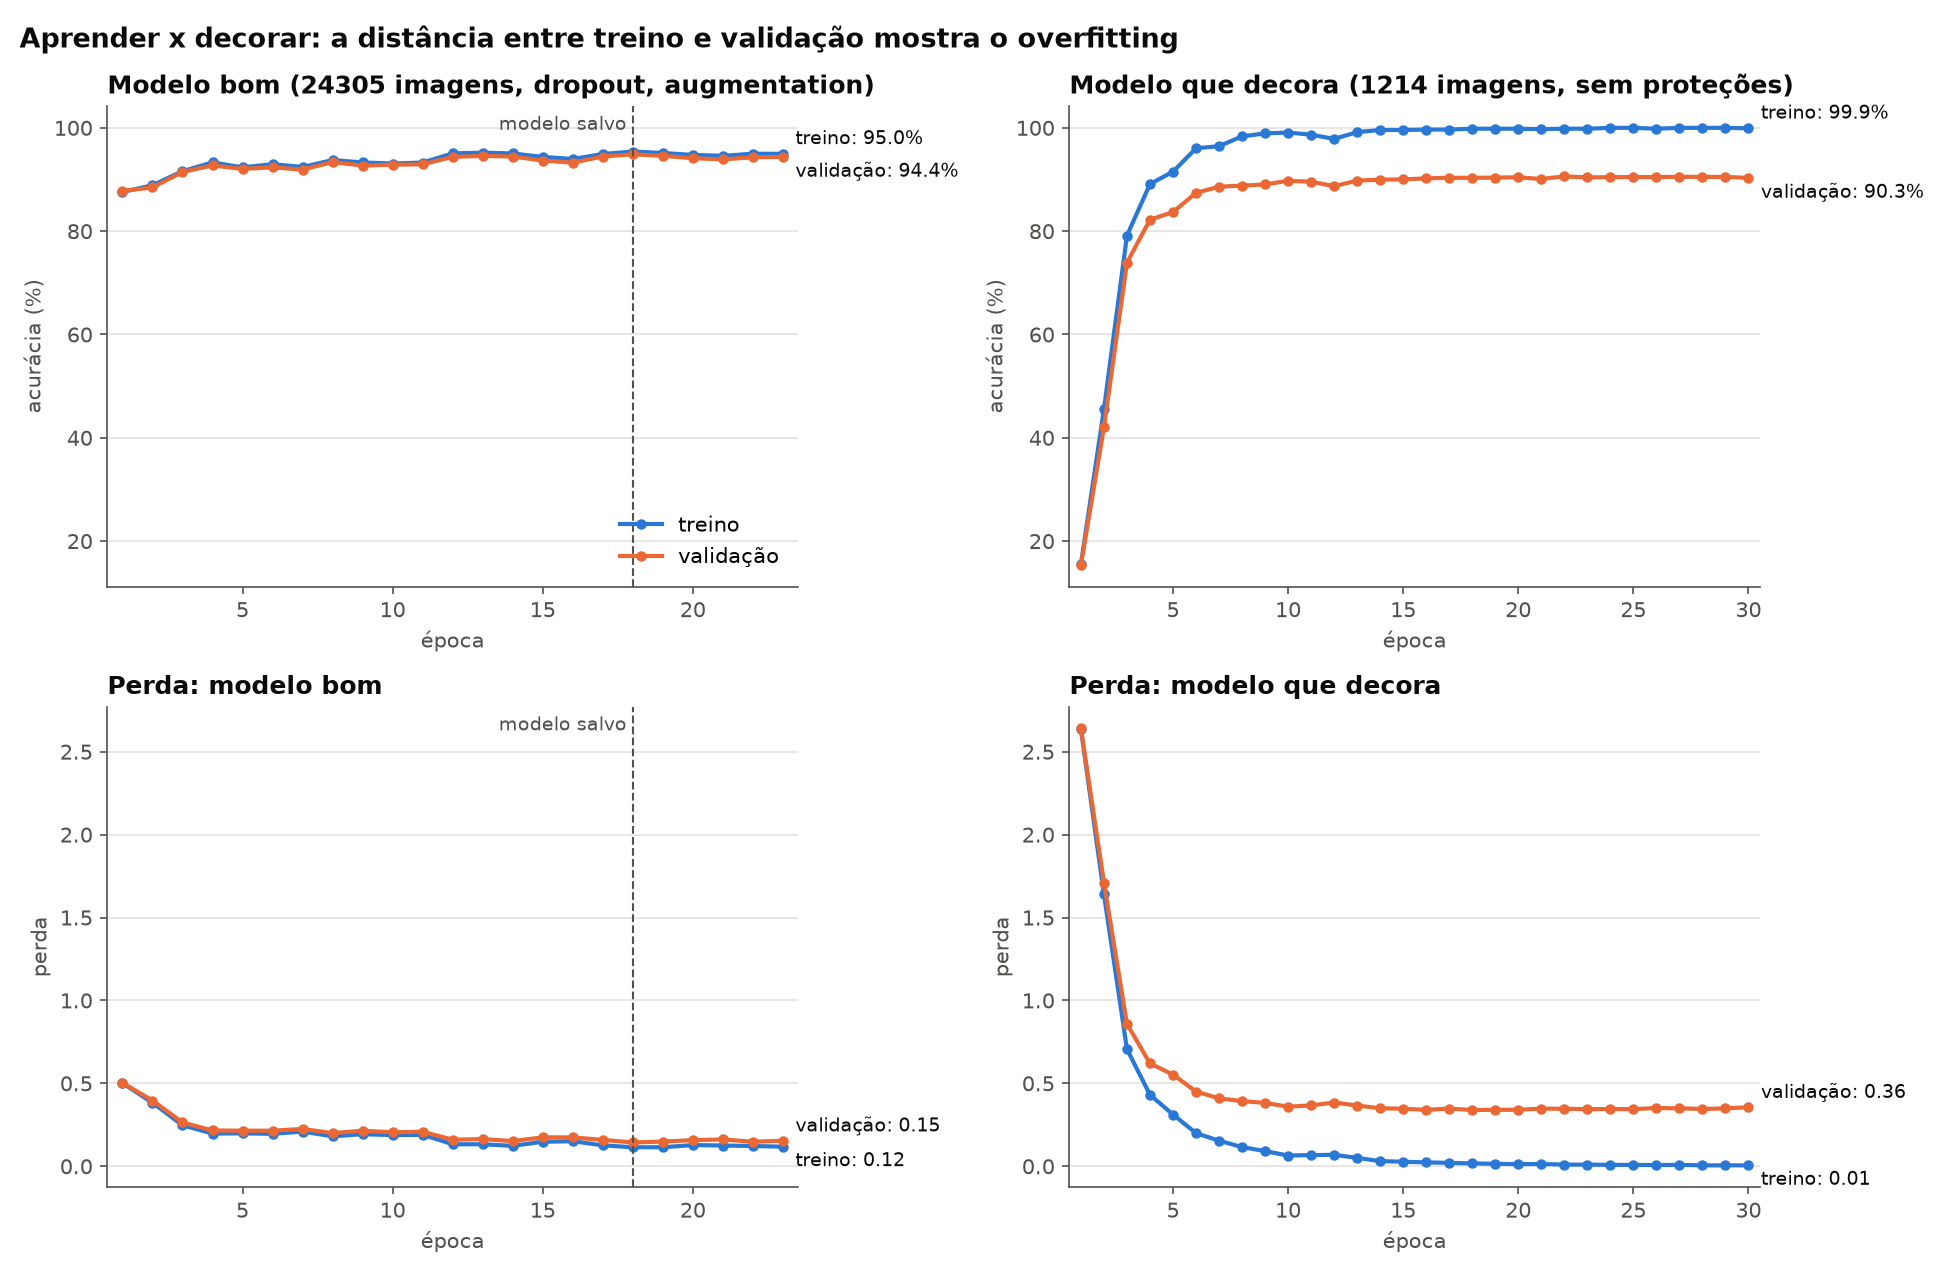 Aprender x decorar: a distância entre treino e validação mostra o overfitting
Modelo bom (24305 imagens, dropout, augmentation)
modelo salvo
treino: 95.0%
validação: 94.4%
100
80
60
40
20
acurácia (%)
treino
validação
5
10
15
20
época
Modelo que decora (1214 imagens, sem proteções)
treino: 99.9%
validação: 90.3%
100
80
60
40
20
acurácia (%)
5
10
15
20
25
30
época
Perda: modelo bom
modelo salvo
2.5
2.0
1.5
1.0
0.5
0.0
perda
validação: 0.15
treino: 0.12
5
10
15
20
época
Perda: modelo que decora
2.5
2.0
1.5
1.0
0.5
0.0
perda
validação: 0.36
treino: 0.01
5
10
15
20
25
30
época